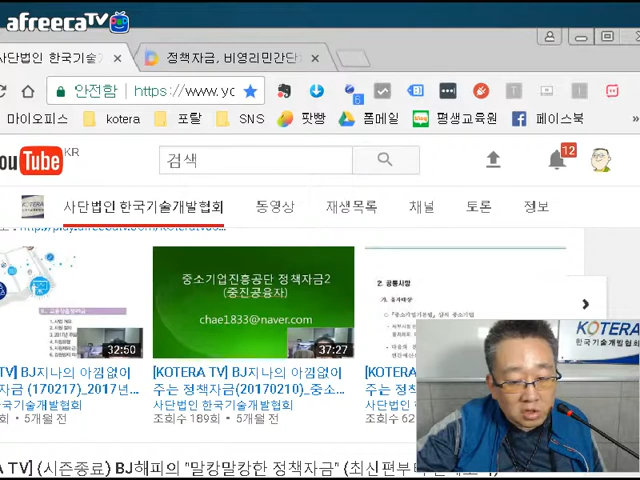 afreecaTV
사단법인 한국기술
정책자금, 비영리민간단
안전함 https://www.yo
마이오피스 kotera 포탈 SNS 팟빵 폼메일 평생교육원 페이스북 »
YouTube KR 검색 12
KOTERA 사단법인 한국기술개발협회 동영상 재생목록 채널 토론 정보
중소기업진흥공단 정책자금2
(중진공융자)
chae1833@naver.com
2. 공통사항
32:50 37:27
TV] BJ지나의 아낌없이 [KOTERA TV] BJ지나의 아낌없이 [KOTERA
자금 (170217)_2017년... 주는 정책자금(20170210)_중소... 주는 정책
한국기술개발협회 사단법인 한국기술개발협회 사단법인 한
회 • 5개월 전 조회수 189회 • 5개월 전 조회수 62
KOTERA
한국기술개발협회
A TV] (시즌종료) BJ해피의 "말캉말캉한 정책자금" (최신편부